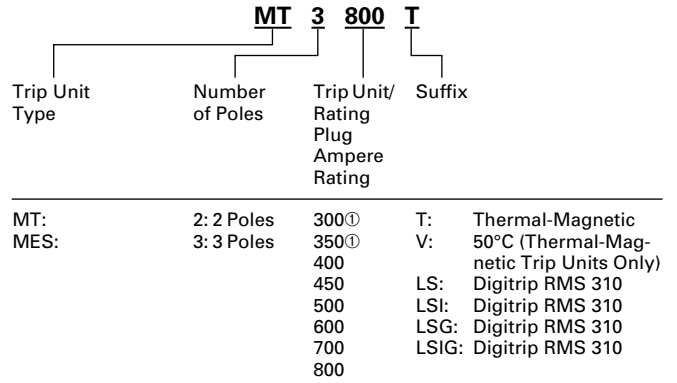 MT 3 800 T
Trip Unit Type
Number of Poles
Trip Unit/ Rating Plug Ampere Rating
Suffix
MT: 2: 2 Poles 300① T: Thermal-Magnetic
MES: 3: 3 Poles 350① V: 50°C (Thermal-Mag-
400 netic Trip Units Only)
450 LS: Digitrip RMS 310
500 LSI: Digitrip RMS 310
600 LSG: Digitrip RMS 310
700 LSIG: Digitrip RMS 310
800